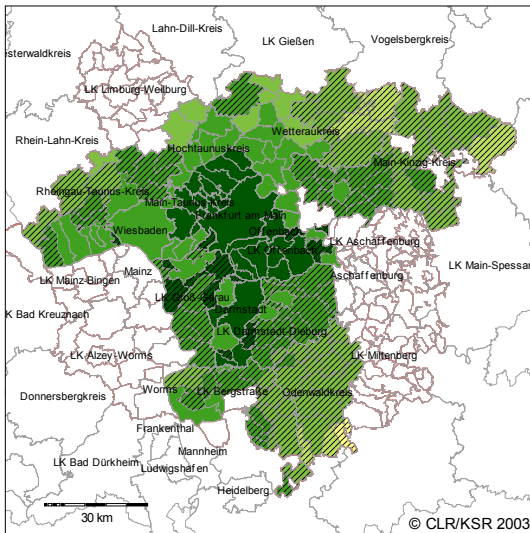 Lahn-Dill-Kreis
LK Gießen
Vogelsbergkreis
esterwaldkreis
LK Limburg-Weilburg
Wetteraukreis
Rhein-Lahn-Kreis
Hochtaunuskreis
Main-Kinzig-Kreis
Rheingau-Taunus-Kreis
Main-Taunus-Kreis
Frankfurt am Main
Wiesbaden
Offenbach
LK Offenbach
LK Aschaffenburg
LK Main-Spessar
Mainz
Aschaffenburg
LK Mainz-Bingen
LK Groß-Gerau
Darmstadt
K Bad Kreuznach
LK Darmstadt-Dieburg
LK Alzey-Worms
LK Miltenberg
Donnersbergkreis
Worms
LK Bergstraße
Odenwaldkreis
Frankenthal
Mannheim
LK Bad Dürkheim
Ludwigshafen
Heidelberg
30 km
© CLR/KSR 2003